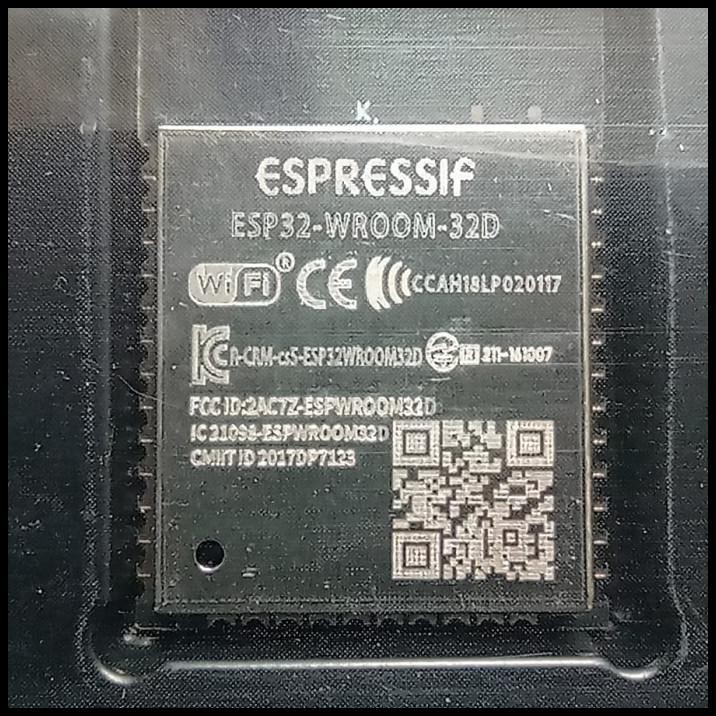 K
ESPRESSIF
ESP32-WROOM-32D
WiFi® CE CCAH18LP020117
R-CRM-cs5-ESP32WROOM32D R 211-161007
FCC ID:2AC7Z-ESPWROOM32D
IC 21098-ESPWROOM32D
CMIIT ID 2017DP7123